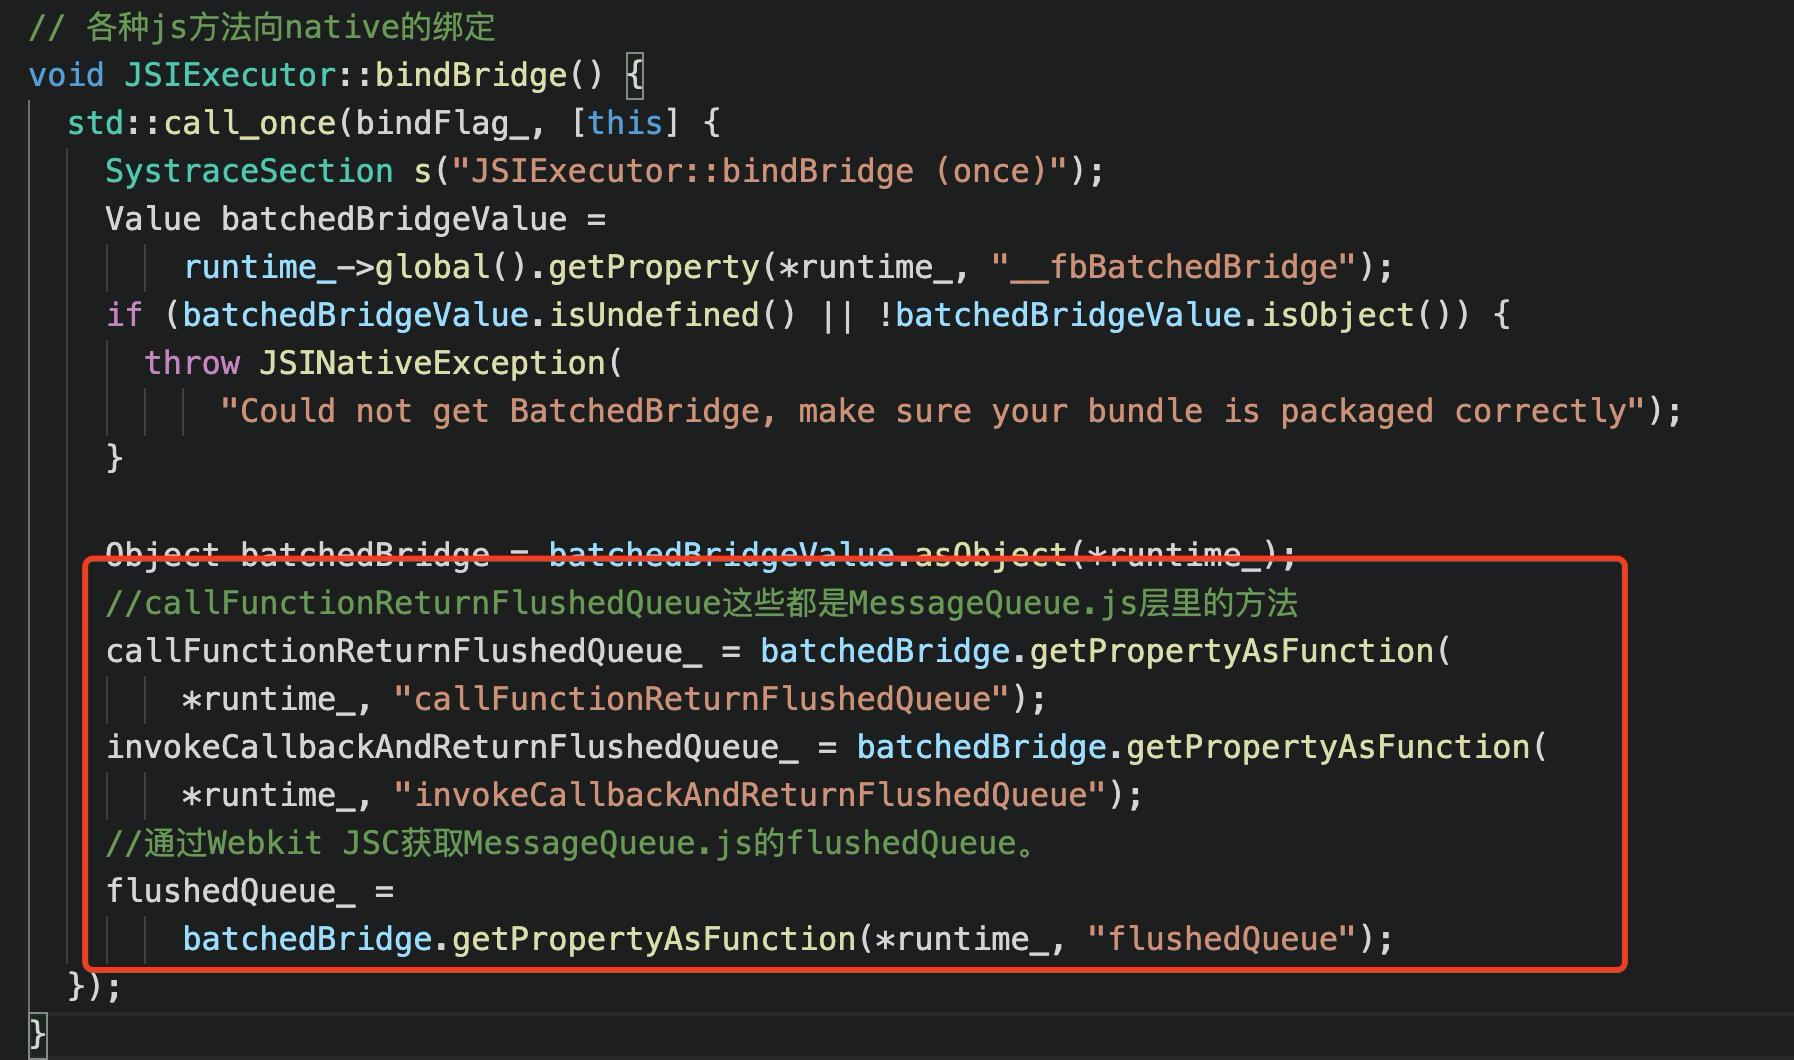 // 各种js方法向native的绑定
void JSIExecutor::bindBridge() {
  std::call_once(bindFlag_, [this] {
    SystraceSection s("JSIExecutor::bindBridge (once)");
    Value batchedBridgeValue =
        runtime_->global().getProperty(*runtime_, "__fbBatchedBridge");
    if (batchedBridgeValue.isUndefined() || !batchedBridgeValue.isObject()) {
      throw JSINativeException(
          "Could not get BatchedBridge, make sure your bundle is packaged correctly");
    }
    Object batchedBridge = batchedBridgeValue.asObject(*runtime_);
    //callFunctionReturnFlushedQueue这些都是MessageQueue.js层里的方法
    callFunctionReturnFlushedQueue_ = batchedBridge.getPropertyAsFunction(
        *runtime_, "callFunctionReturnFlushedQueue");
    invokeCallbackAndReturnFlushedQueue_ = batchedBridge.getPropertyAsFunction(
        *runtime_, "invokeCallbackAndReturnFlushedQueue");
    //通过Webkit JSC获取MessageQueue.js的flushedQueue。
    flushedQueue_ =
        batchedBridge.getPropertyAsFunction(*runtime_, "flushedQueue");
  });
}